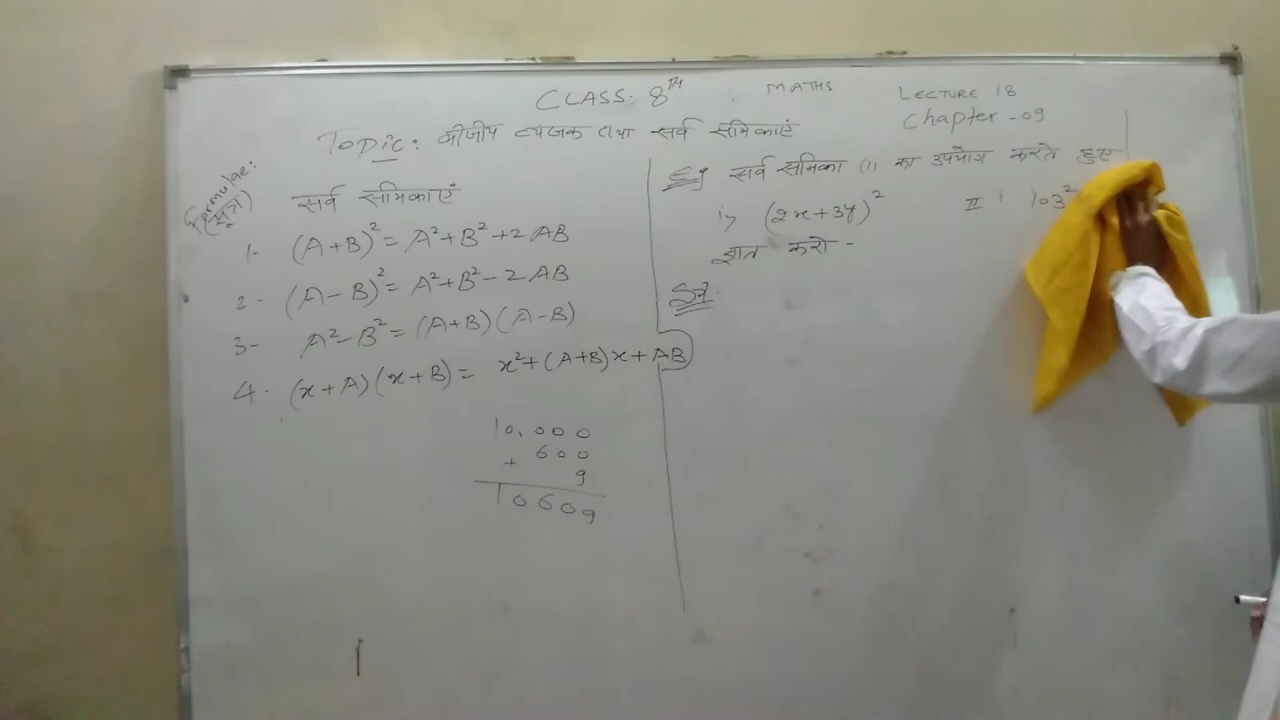 CLASS. 8TH
MATHS
LECTURE 18
Chapter - 09
Topic: बीजीय व्यंजक तथा सर्व समिकाएं
Formulae:
(सूत्र)
सर्व समिकाएं
1. (A+B)² = A²+B²+2AB
2- (A-B)² = A²+B²-2AB
3- A²-B² = (A+B)(A-B)
4. (x+A)(x+B) = x²+(A+B)x+AB
10,000
+ 600
9
10609
Eg सर्व समिका (1) का उपयोग करते हुए
i> (2x+3y)² II 103²
ज्ञात करो -